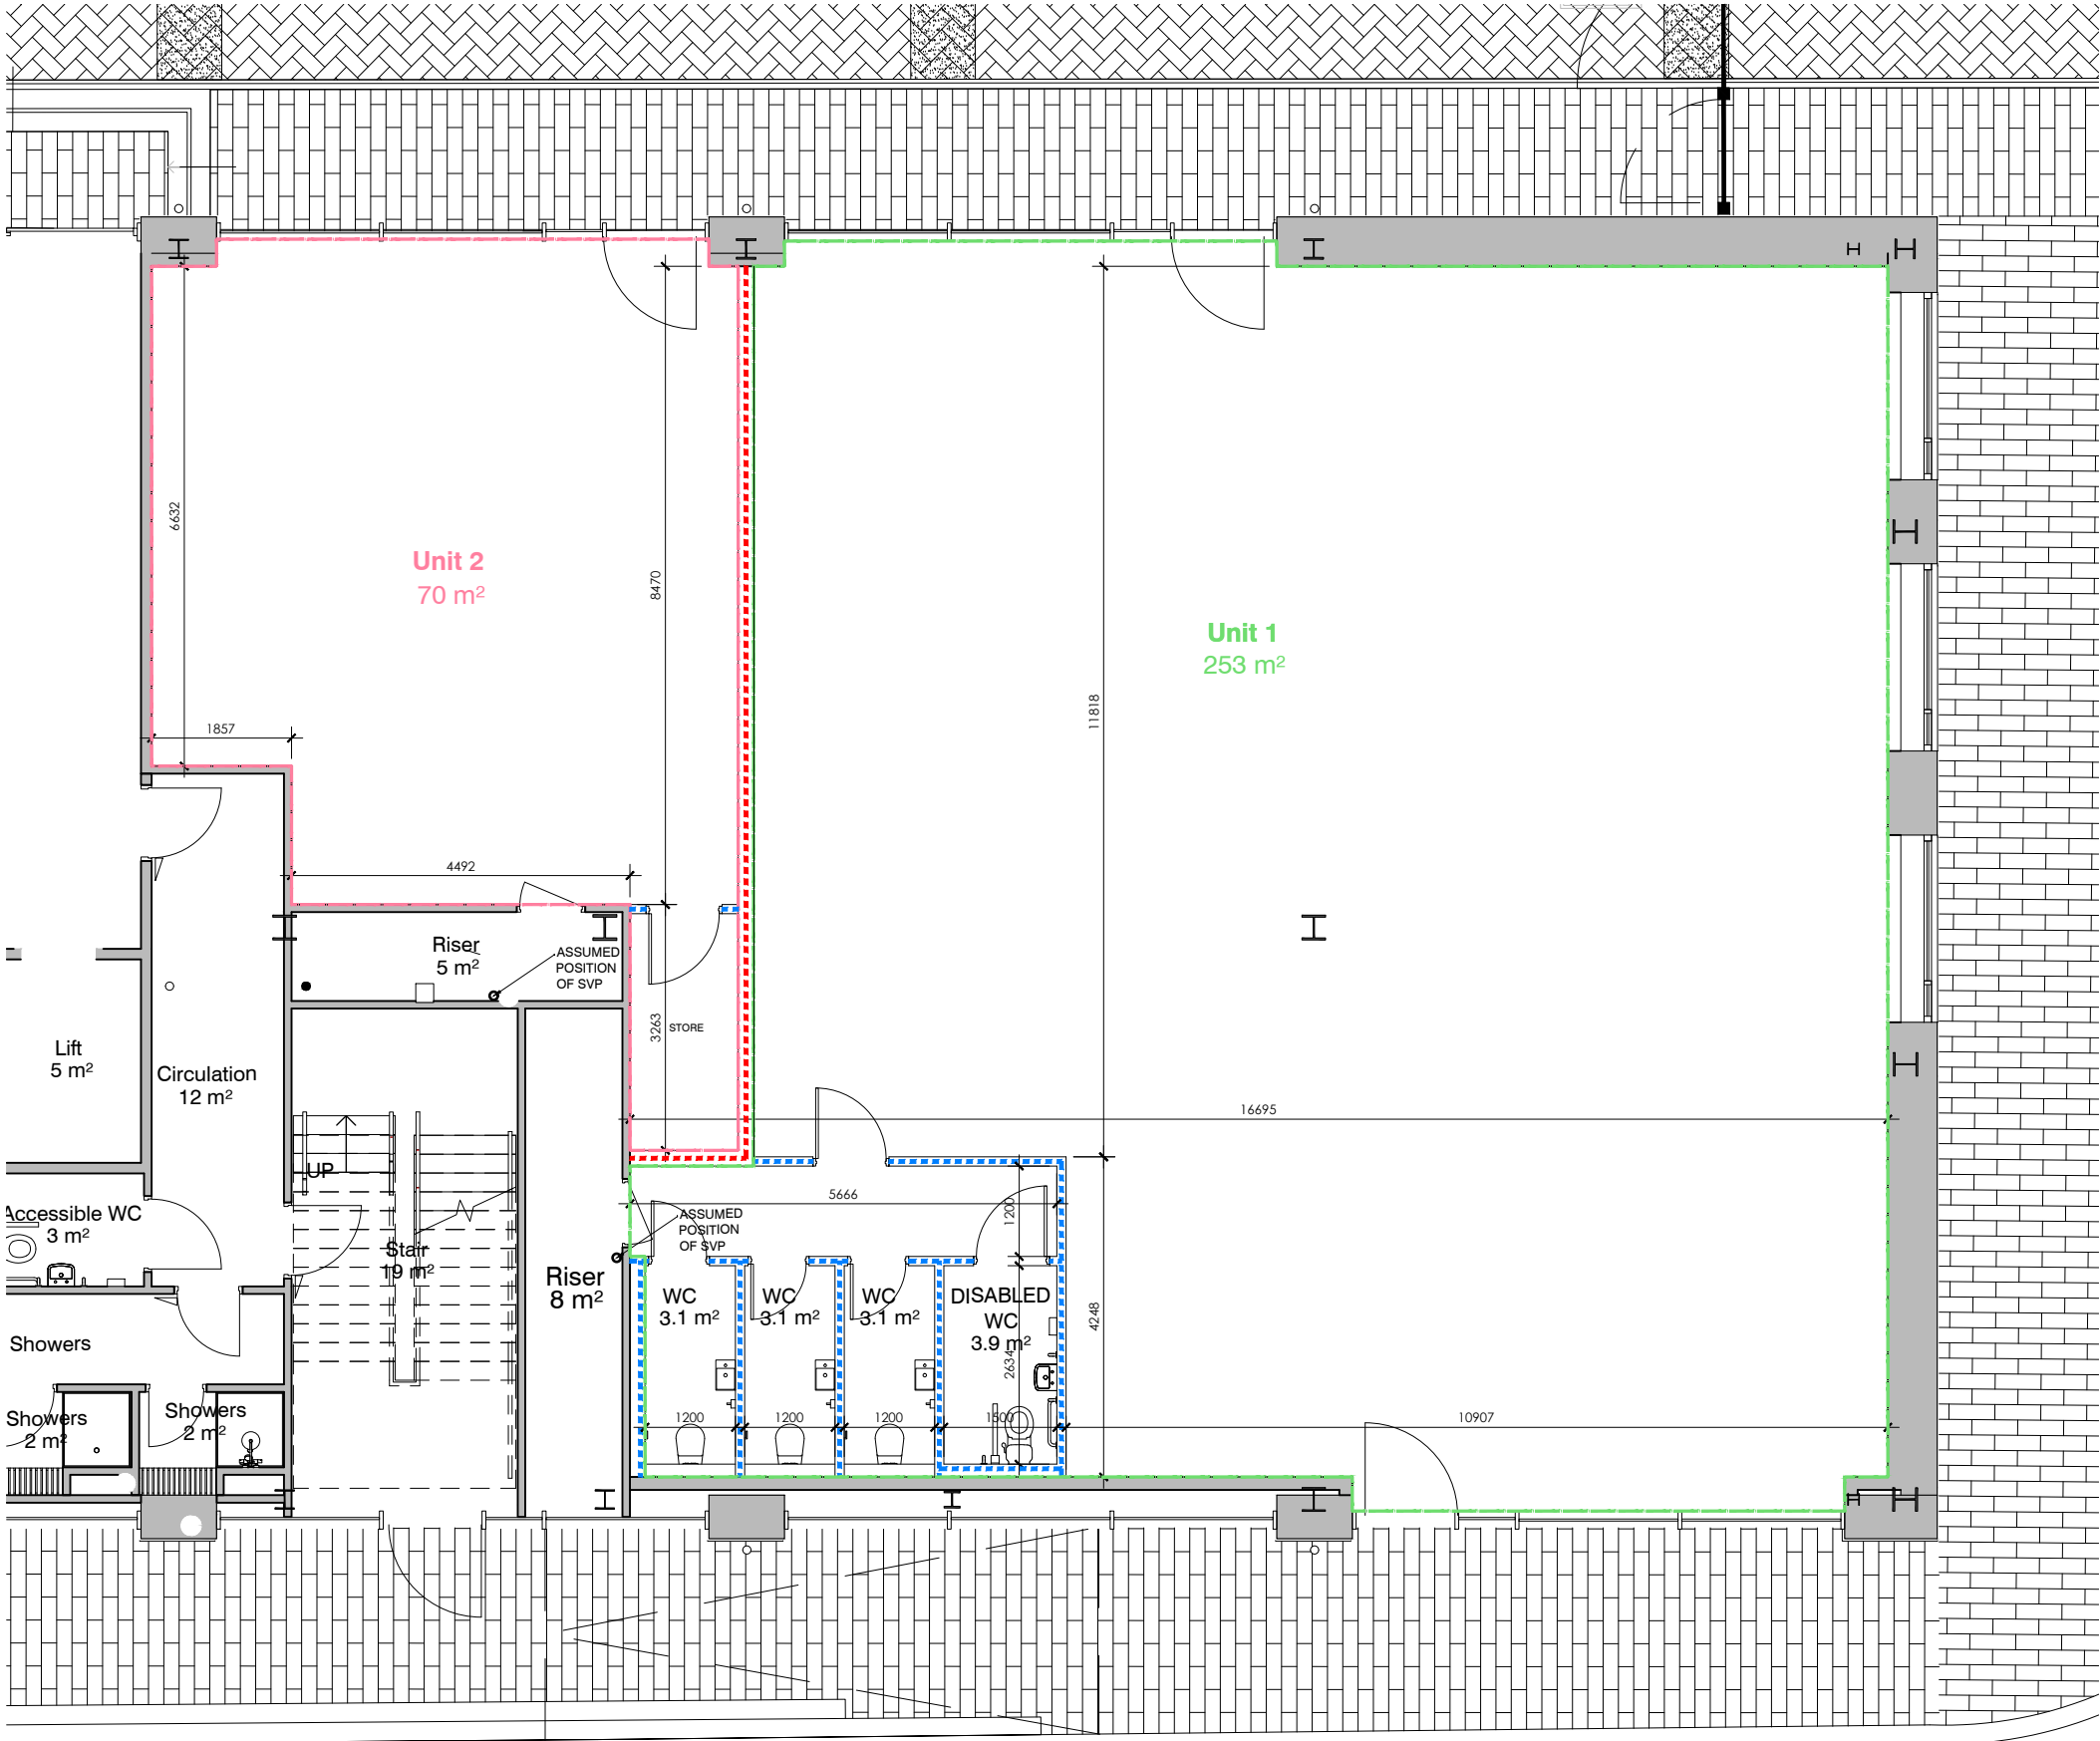 6632
Unit 2
70 m²
8470
Unit 1
253 m²
11818
1857
4492
Riser
5 m²
ASSUMED
POSITION
OF SVP
3263
STORE
Lift
5 m²
Circulation
12 m²
16695
UP
5666
1200
Accessible WC
3 m²
ASSUMED
POSITION
OF SVP
Stair
19 m²
Riser
8 m²
WC
3.1 m²
WC
3.1 m²
WC
3.1 m²
DISABLED
WC
3.9 m²
2634
4248
Showers
Showers
2 m²
Showers
2 m²
1200
1200
1200
1500
10907